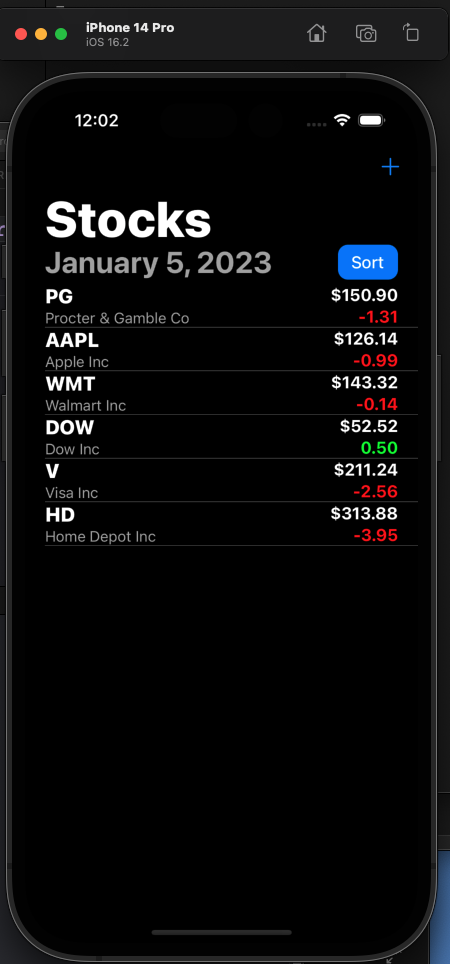 iPhone 14 Pro
iOS 16.2
12:02
Stocks
January 5, 2023
Sort
PG $150.90
Procter & Gamble Co -1.31
AAPL $126.14
Apple Inc -0.99
WMT $143.32
Walmart Inc -0.14
DOW $52.52
Dow Inc 0.50
V $211.24
Visa Inc -2.56
HD $313.88
Home Depot Inc -3.95